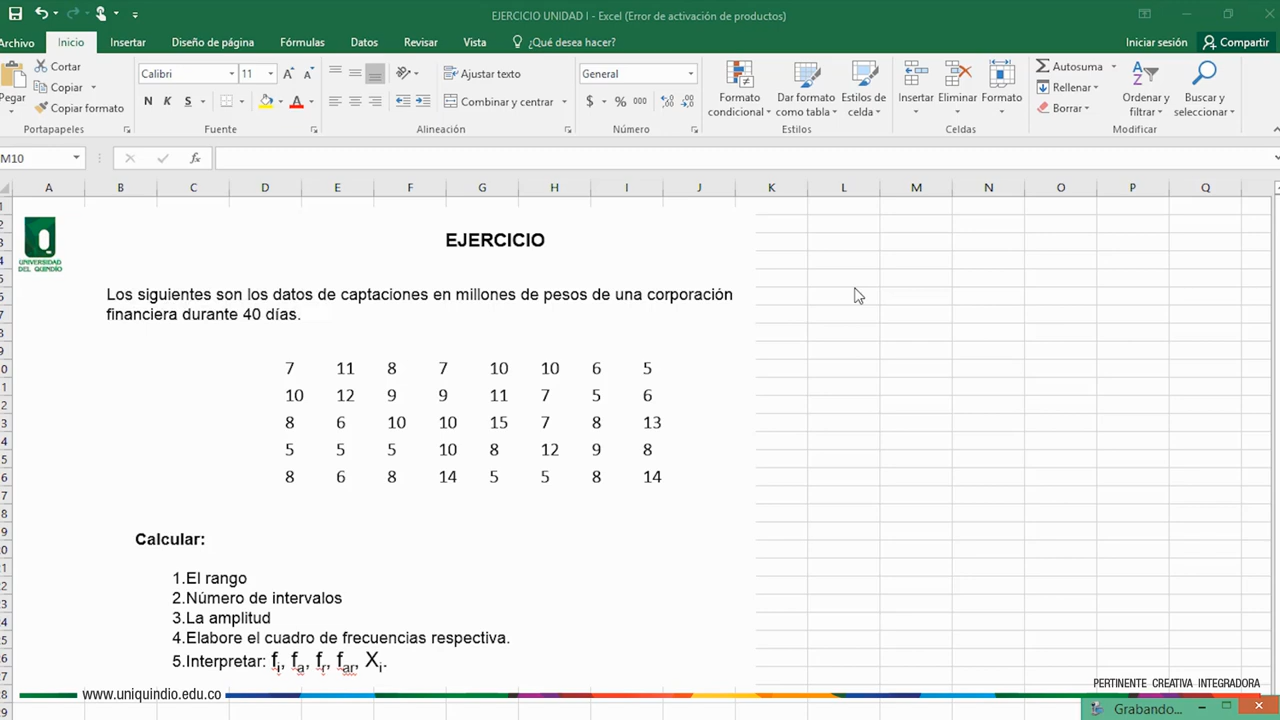 EJERCICIO UNIDAD I - Excel (Error de activación de productos)
Archivo Inicio Insertar Diseño de página Fórmulas Datos Revisar Vista ¿Qué desea hacer? Iniciar sesión Compartir
Cortar
Copiar
Copiar formato
Pegar
Calibri 11
N K S
Ajustar texto
Combinar y centrar
General
$ % 000
Formato condicional
Dar formato como tabla
Estilos de celda
Insertar Eliminar Formato
Autosuma
Rellenar
Borrar
Ordenar y filtrar
Buscar y seleccionar
Portapapeles Fuente Alineación Número Estilos Celdas Modificar
M10 fx
A B C D E F G H I J K L M N O P Q
UNIVERSIDAD DEL QUINDÍO
EJERCICIO
Los siguientes son los datos de captaciones en millones de pesos de una corporación
financiera durante 40 días.
7 11 8 7 10 10 6 5
10 12 9 9 11 7 5 6
8 6 10 10 15 7 8 13
5 5 5 10 8 12 9 8
8 6 8 14 5 5 8 14
Calcular:
1.El rango
2.Número de intervalos
3.La amplitud
4.Elabore el cuadro de frecuencias respectiva.
5.Interpretar: fi, fa, fr, far, Xi.
www.uniquindio.edu.co
PERTINENTE CREATIVA INTEGRADORA
Grabando...